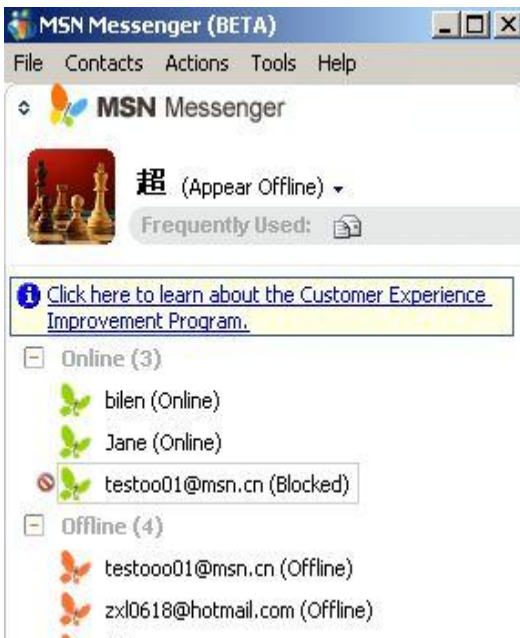 MSN Messenger (BETA)
File Contacts Actions Tools Help
MSN Messenger
超 (Appear Offline)
Frequently Used:
Click here to learn about the Customer Experience
Improvement Program.
Online (3)
bilen (Online)
Jane (Online)
testoo01@msn.cn (Blocked)
Offline (4)
testooo01@msn.cn (Offline)
zxl0618@hotmail.com (Offline)